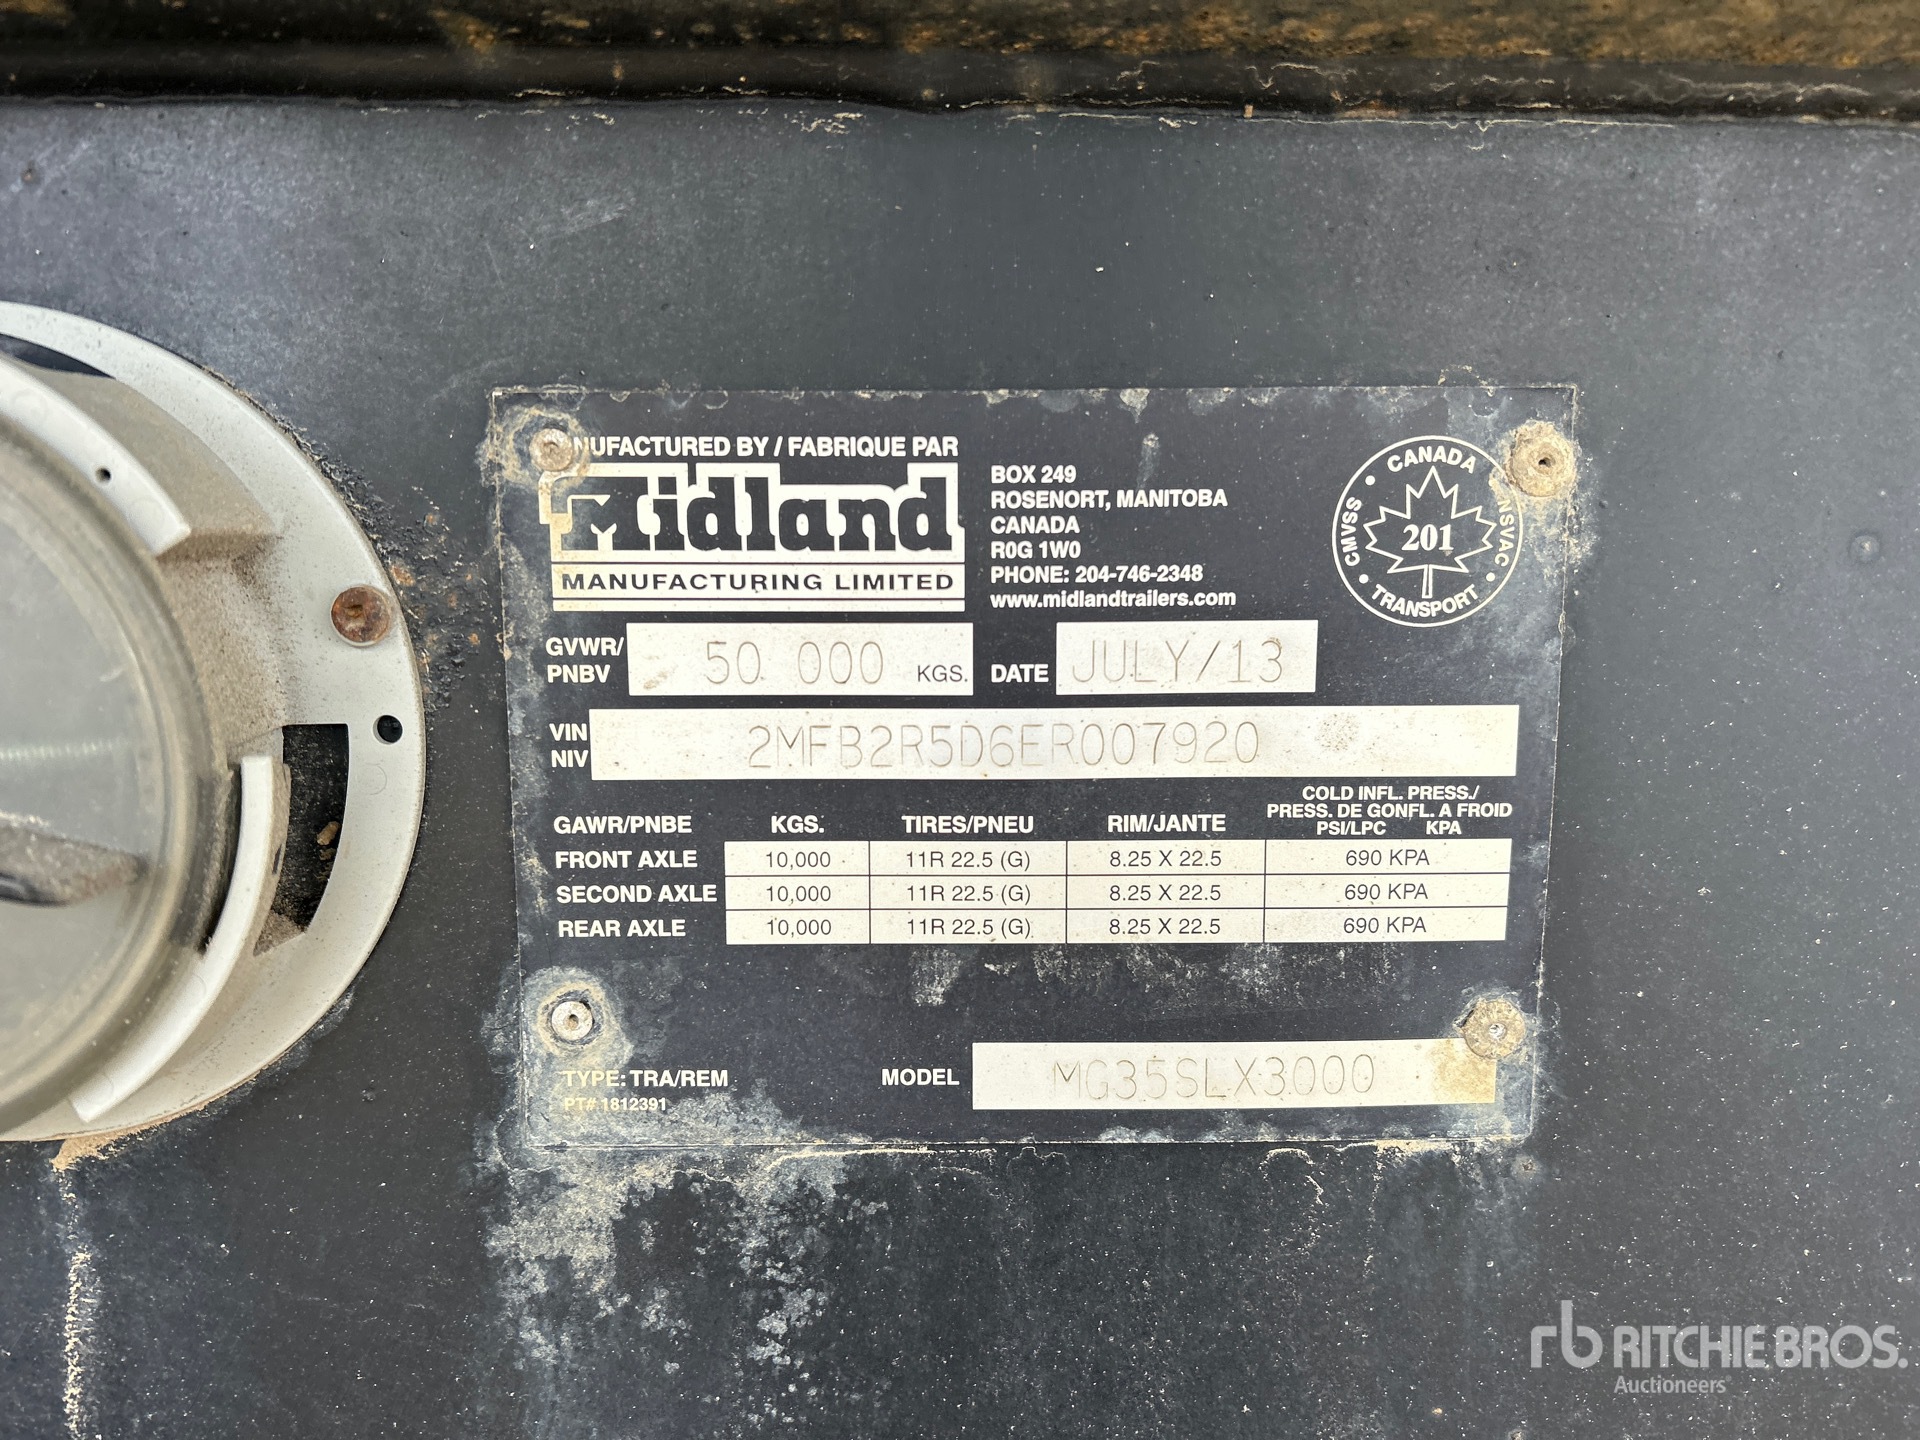 NUFACTURED BY / FABRIQUE PAR
Midland
MANUFACTURING LIMITED
BOX 249
ROSENORT, MANITOBA
CANADA
R0G 1W0
PHONE: 204-746-2348
www.midlandtrailers.com
CANADA
CMVSS • 201 • NSVAC
TRANSPORT
GVWR/ PNBV 50 000 KGS. DATE JULY/13
VIN NIV 2MFB2R5D6ER007920
COLD INFL. PRESS./
PRESS. DE GONFL. A FROID
GAWR/PNBE KGS. TIRES/PNEU RIM/JANTE PSI/LPC KPA
FRONT AXLE 10,000 11R 22.5 (G) 8.25 X 22.5 690 KPA
SECOND AXLE 10,000 11R 22.5 (G) 8.25 X 22.5 690 KPA
REAR AXLE 10,000 11R 22.5 (G) 8.25 X 22.5 690 KPA
TYPE: TRA/REM MODEL MG35SLX3000
PT# 1812391
rb RITCHIE BROS.
Auctioneers